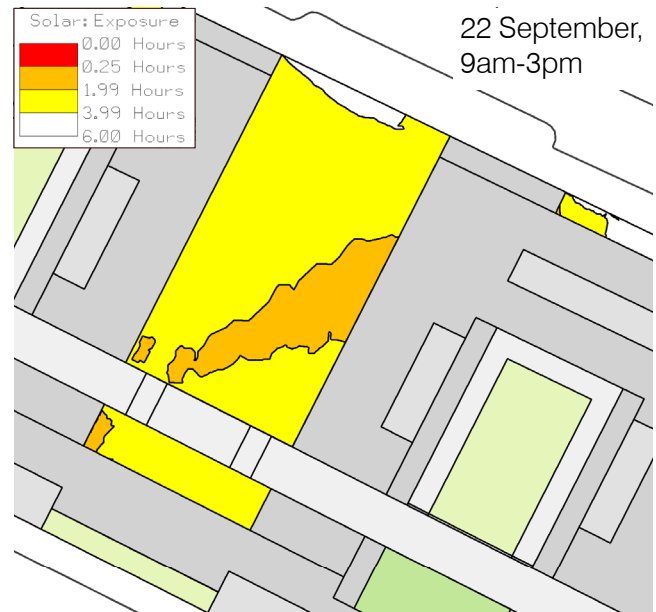 Solar: Exposure
0.00 Hours
0.25 Hours
1.99 Hours
3.99 Hours
6.00 Hours
22 September,
9am-3pm